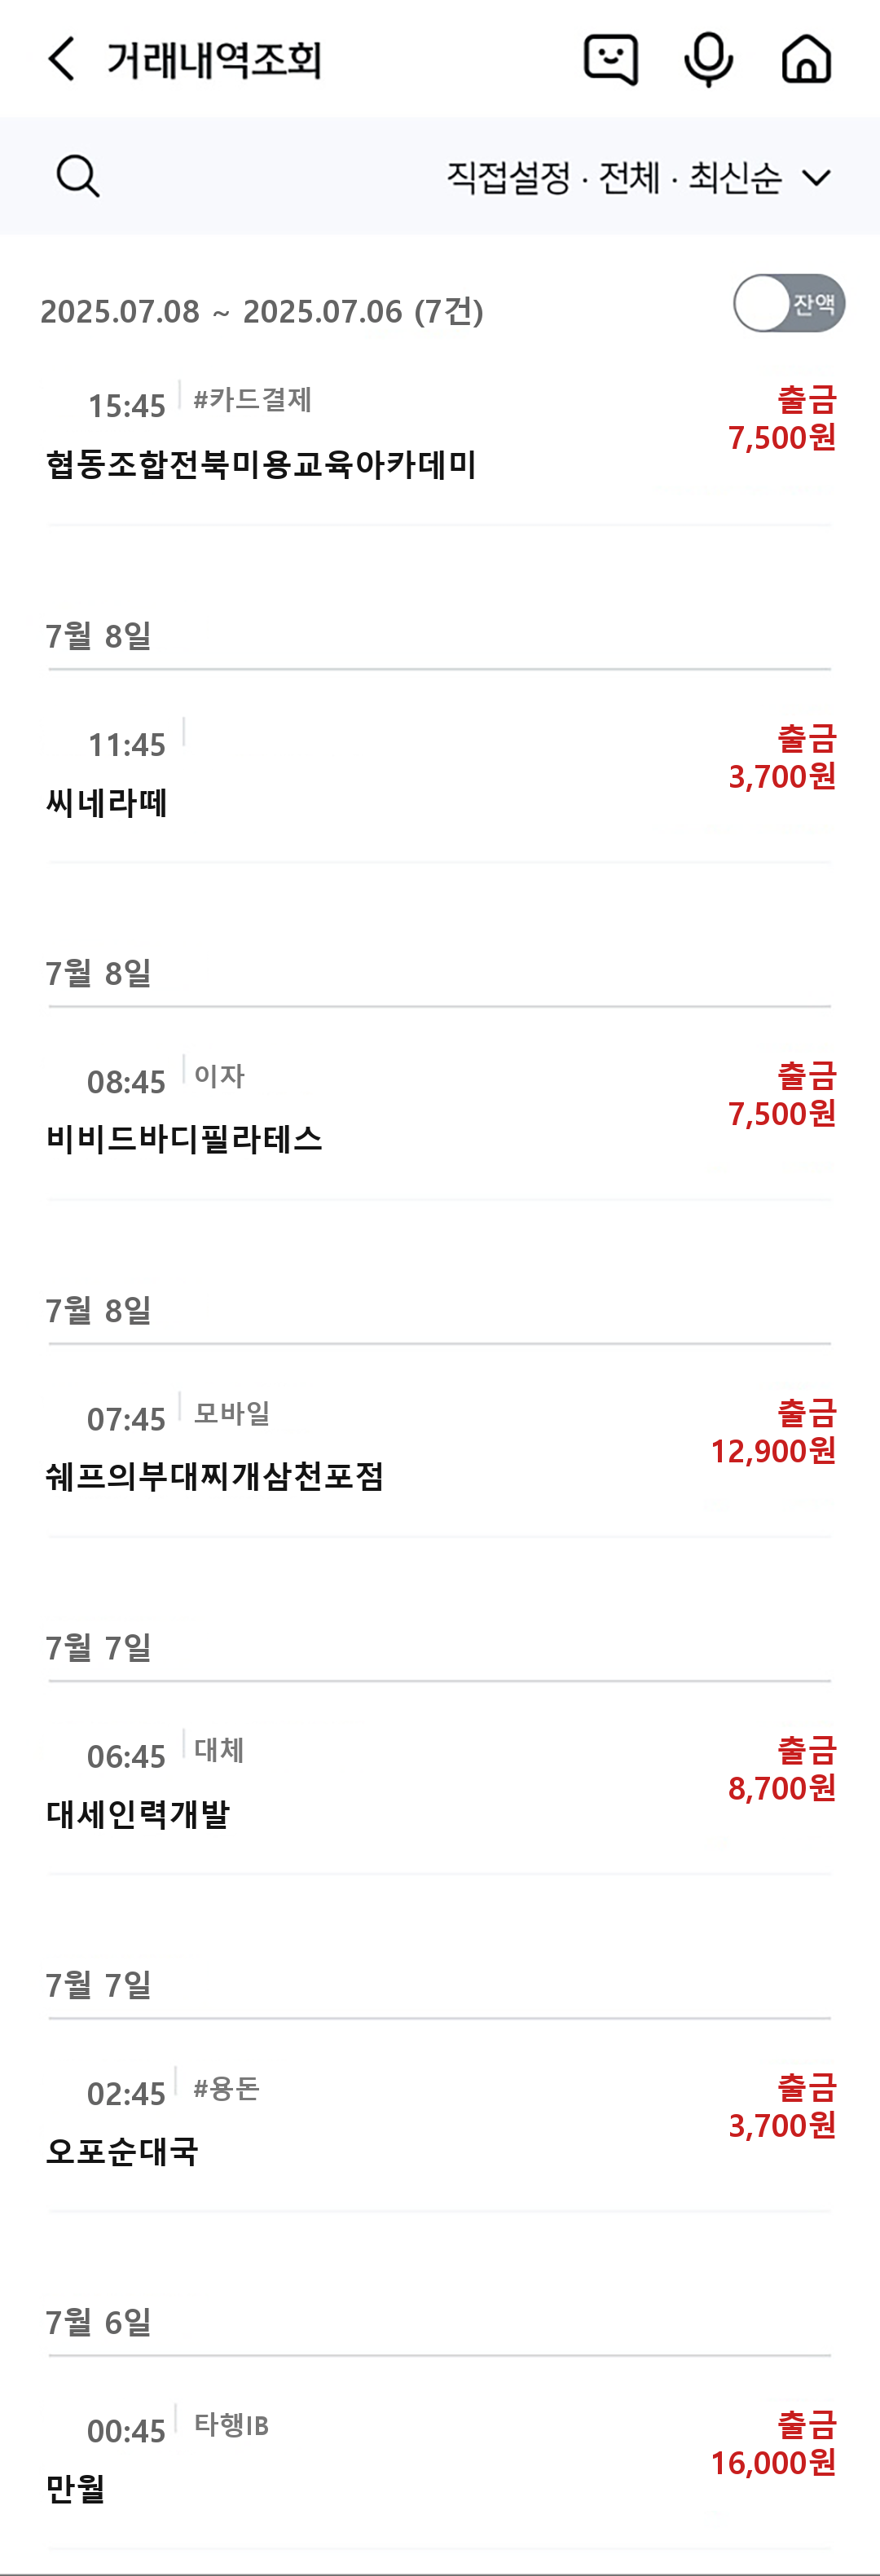 거래내역조회
직접설정 · 전체 · 최신순
2025.07.08 ~ 2025.07.06 (7건)
잔액
15:45 #카드결제
출금
7,500원
협동조합전북미용교육아카데미
7월 8일
11:45
출금
3,700원
씨네라떼
7월 8일
08:45 이자
출금
7,500원
비비드바디필라테스
7월 8일
07:45 모바일
출금
12,900원
쉐프의부대찌개삼천포점
7월 7일
06:45 대체
출금
8,700원
대세인력개발
7월 7일
02:45 #용돈
출금
3,700원
오포순대국
7월 6일
00:45 타행IB
출금
16,000원
만월